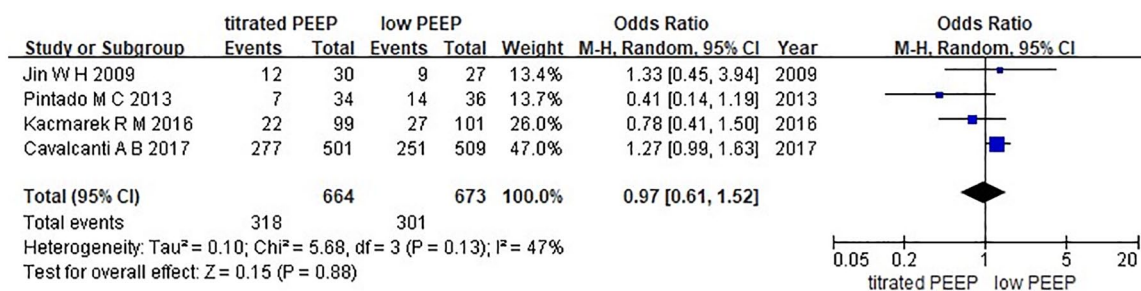 titrated PEEP low PEEP Odds Ratio Odds Ratio
Study or Subgroup Events Total Events Total Weight M-H, Random, 95% CI Year M-H, Random, 95% CI
Jin W H 2009 12 30 9 27 13.4% 1.33 [0.45, 3.94] 2009
Pintado M C 2013 7 34 14 36 13.7% 0.41 [0.14, 1.19] 2013
Kacmarek R M 2016 22 99 27 101 26.0% 0.78 [0.41, 1.50] 2016
Cavalcanti A B 2017 277 501 251 509 47.0% 1.27 [0.99, 1.63] 2017
Total (95% CI) 664 673 100.0% 0.97 [0.61, 1.52]
Total events 318 301
Heterogeneity: Tau² = 0.10; Chi² = 5.68, df = 3 (P = 0.13); I² = 47%
Test for overall effect: Z = 0.15 (P = 0.88)
0.05 0.2 1 5 20
titrated PEEP low PEEP